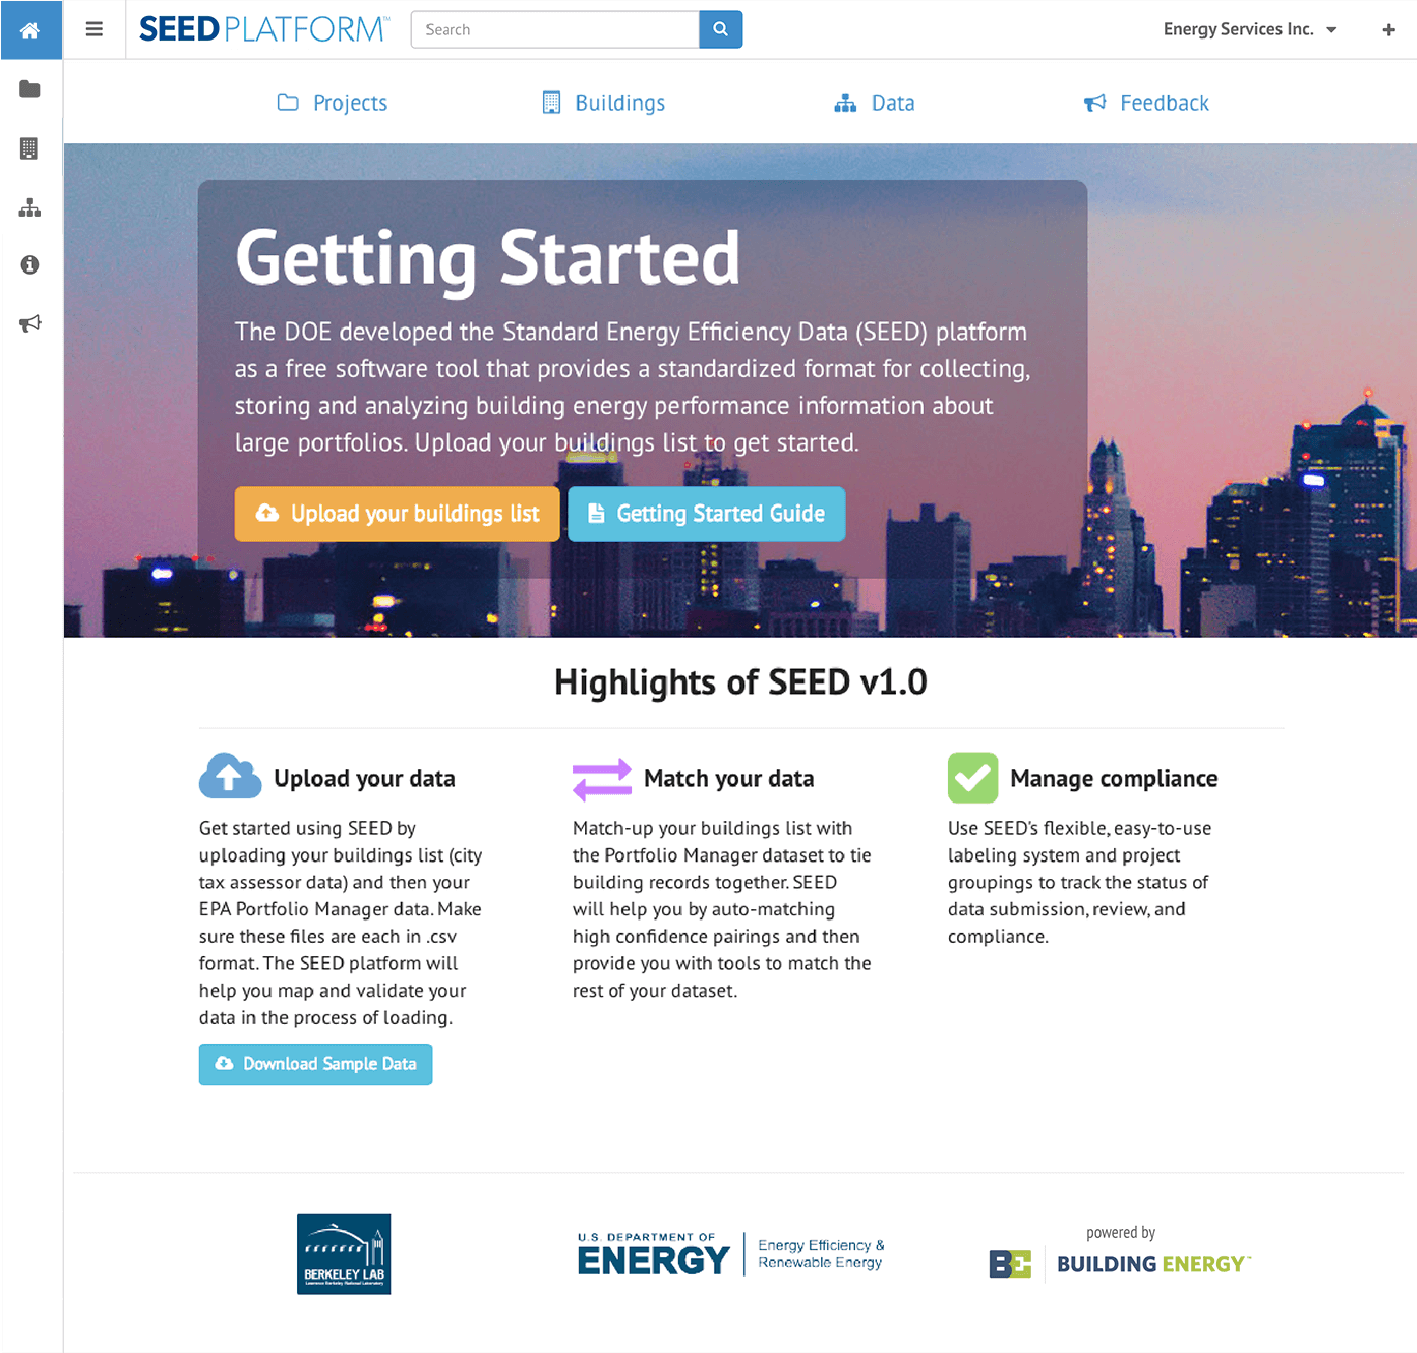 SEED PLATFORM™
Search
Energy Services Inc.
Projects
Buildings
Data
Feedback
Getting Started
The DOE developed the Standard Energy Efficiency Data (SEED) platform
as a free software tool that provides a standardized format for collecting,
storing and analyzing building energy performance information about
large portfolios. Upload your buildings list to get started.
Upload your buildings list
Getting Started Guide
Highlights of SEED v1.0
Upload your data
Get started using SEED by
uploading your buildings list (city
tax assessor data) and then your
EPA Portfolio Manager data. Make
sure these files are each in .csv
format. The SEED platform will
help you map and validate your
data in the process of loading.
Download Sample Data
Match your data
Match-up your buildings list with
the Portfolio Manager dataset to tie
building records together. SEED
will help you by auto-matching
high confidence pairings and then
provide you with tools to match the
rest of your dataset.
Manage compliance
Use SEED's flexible, easy-to-use
labeling system and project
groupings to track the status of
data submission, review, and
compliance.
BERKELEY LAB
Lawrence Berkeley National Laboratory
U.S. DEPARTMENT OF
ENERGY
Energy Efficiency &
Renewable Energy
powered by
BE
BUILDING ENERGY™